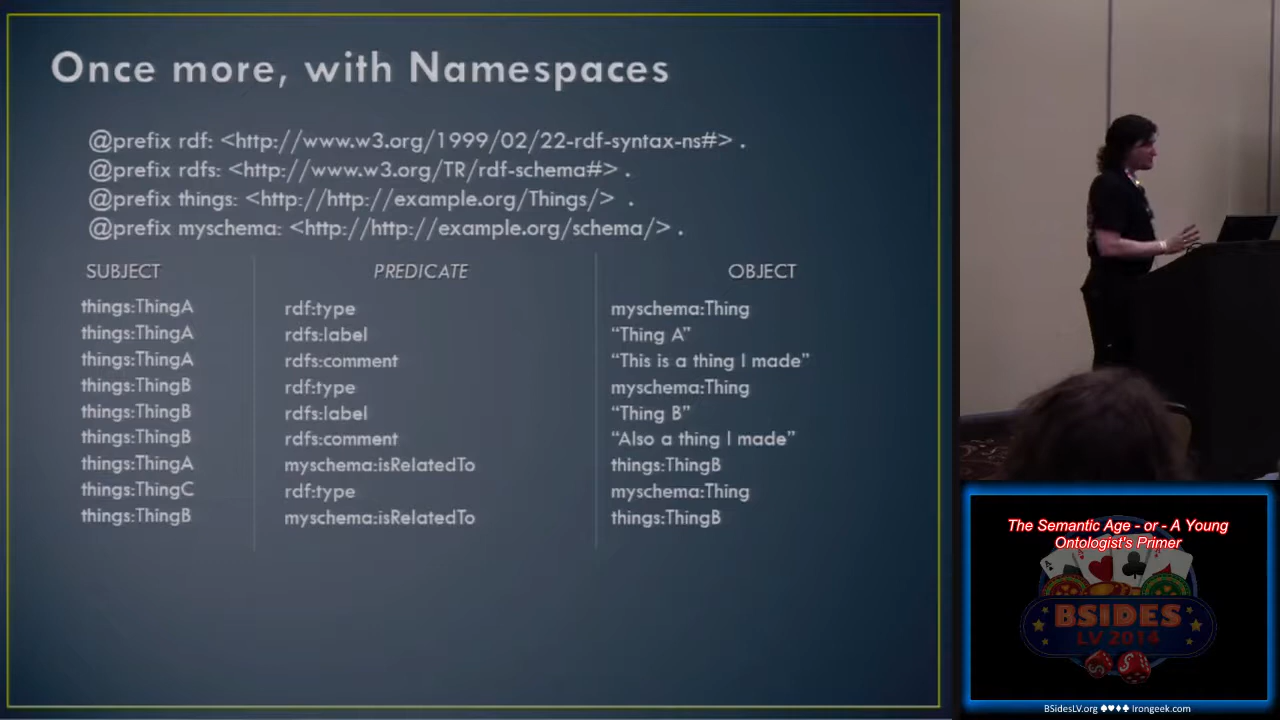 Once more, with Namespaces
@prefix rdf: <http://www.w3.org/1999/02/22-rdf-syntax-ns#> .
@prefix rdfs: <http://www.w3.org/TR/rdf-schema#> .
@prefix things: <http://http://example.org/Things/> .
@prefix myschema: <http://http://example.org/schema/> .
SUBJECT PREDICATE OBJECT
things:ThingA rdf:type myschema:Thing
things:ThingA rdfs:label “Thing A”
things:ThingA rdfs:comment “This is a thing I made”
things:ThingB rdf:type myschema:Thing
things:ThingB rdfs:label “Thing B”
things:ThingB rdfs:comment “Also a thing I made”
things:ThingA myschema:isRelatedTo things:ThingB
things:ThingC rdf:type myschema:Thing
things:ThingB myschema:isRelatedTo things:ThingB
The Semantic Age - or - A Young
Ontologist's Primer
BSIDES
LV 2014
BSidesLV.org ♠♥♦♣ Irongeek.com